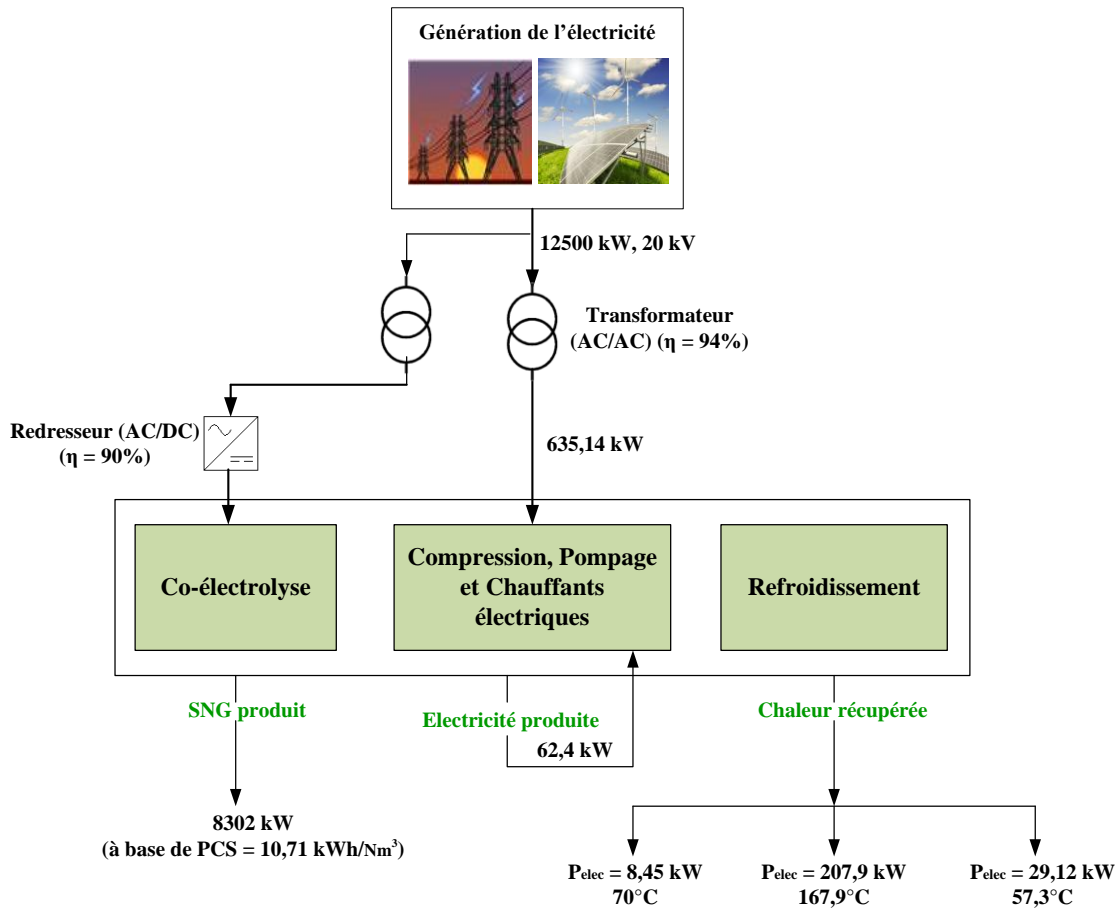 Génération de l'électricité
12500 kW, 20 kV
Transformateur
(AC/AC) (η = 94%)
Redresseur (AC/DC)
(η = 90%)
635,14 kW
Co-électrolyse
Compression, Pompage
et Chauffants
électriques
Refroidissement
SNG produit
Electricité produite
62,4 kW
Chaleur récupérée
8302 kW
(à base de PCS = 10,71 kWh/Nm³)
Pelec = 8,45 kW
70°C
Pelec = 207,9 kW
167,9°C
Pelec = 29,12 kW
57,3°C